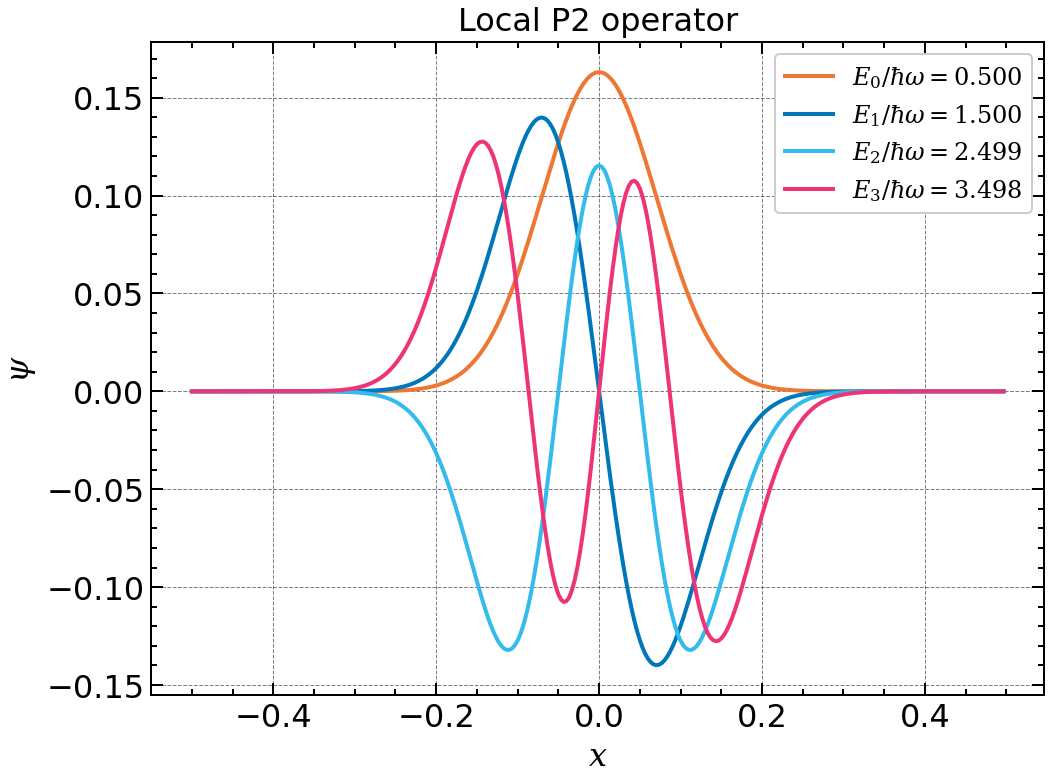 Local P2 operator
E₀/ħω = 0.500
E₁/ħω = 1.500
E₂/ħω = 2.499
E₃/ħω = 3.498
ψ
0.15
0.10
0.05
0.00
−0.05
−0.10
−0.15
−0.4 −0.2 0.0 0.2 0.4
x